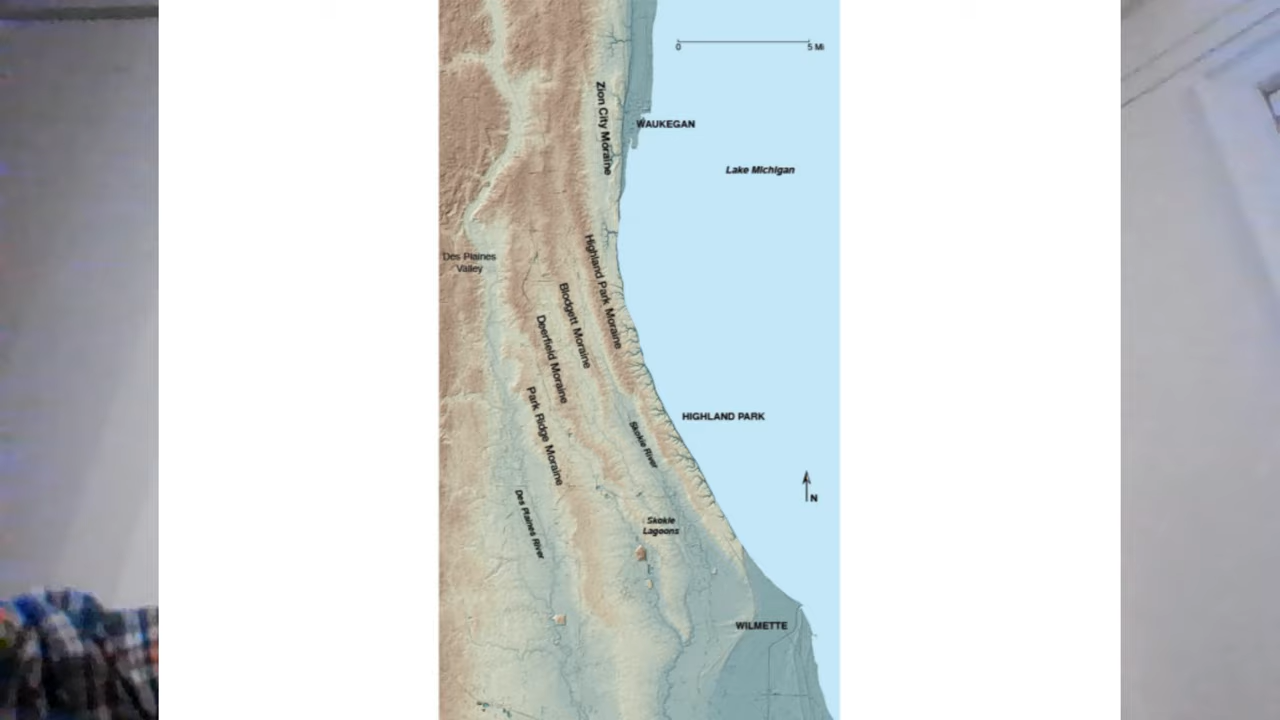 0 5 Mi
Zion City Moraine
WAUKEGAN
Lake Michigan
Highland Park Moraine
Des Plaines
Valley
Blodgett Moraine
Deerfield Moraine
Park Ridge Moraine
HIGHLAND PARK
Skokie River
N
Des Plaines River
Skokie
Lagoons
WILMETTE